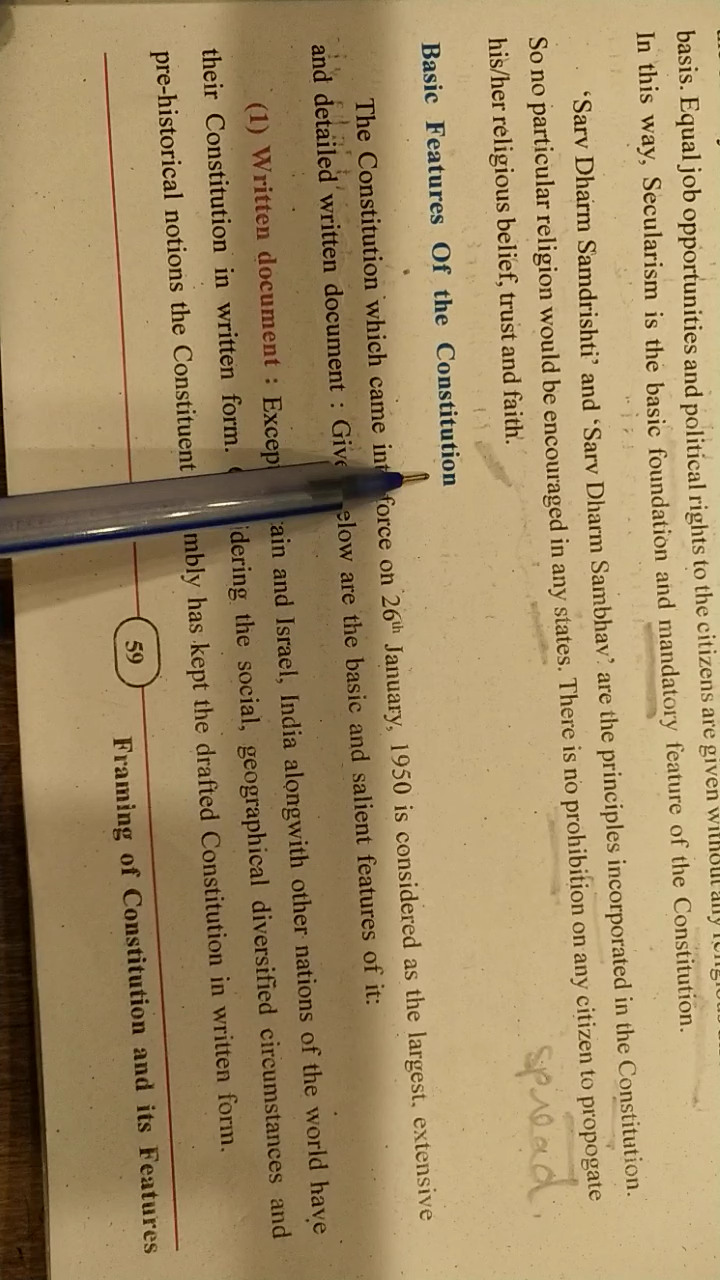 basis. Equal job opportunities and political rights to the citizens are given without any
In this way, Secularism is the basic foundation and mandatory feature of the Constitution.
‘Sarv Dharm Samdrishti’ and ‘Sarv Dharm Sambhav’ are the principles incorporated in the Constitution.
So no particular religion would be encouraged in any states. There is no prohibition on any citizen to propogate
spread.
his/her religious belief, trust and faith.
Basic Features Of the Constitution
The Constitution which came force on 26th January, 1950 is considered as the largest, extensive
and detailed written document : are the basic and salient features of it:
(1) Written document : and Israel, India alongwith other nations of the world have
their Constitution in written form. the social, geographical diversified circumstances and
pre-historical notions the Constituent has kept the drafted Constitution in written form.
59
Framing of Constitution and its Features